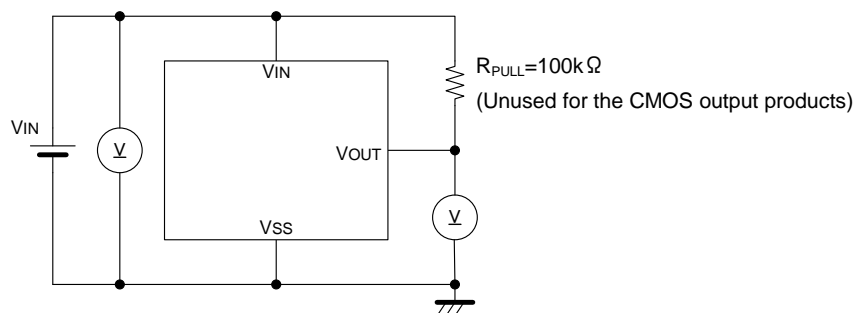 VIN
RPULL=100kΩ
(Unused for the CMOS output products)
VIN
V
VOUT
V
VSS